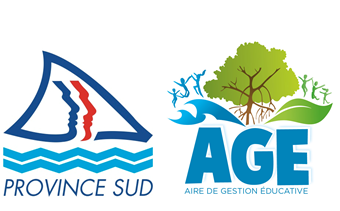 PROVINCE SUD
AGE
AIRE DE GESTION ÉDUCATIVE